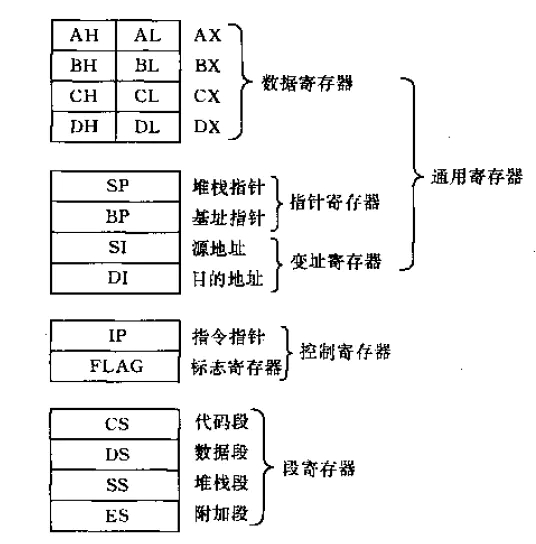 AH AL AX
BH BL BX
CH CL CX
DH DL DX
数据寄存器
SP 堆栈指针
BP 基址指针
指针寄存器
SI 源地址
DI 目的地址
变址寄存器
通用寄存器
IP 指令指针
FLAG 标志寄存器
控制寄存器
CS 代码段
DS 数据段
SS 堆栈段
ES 附加段
段寄存器